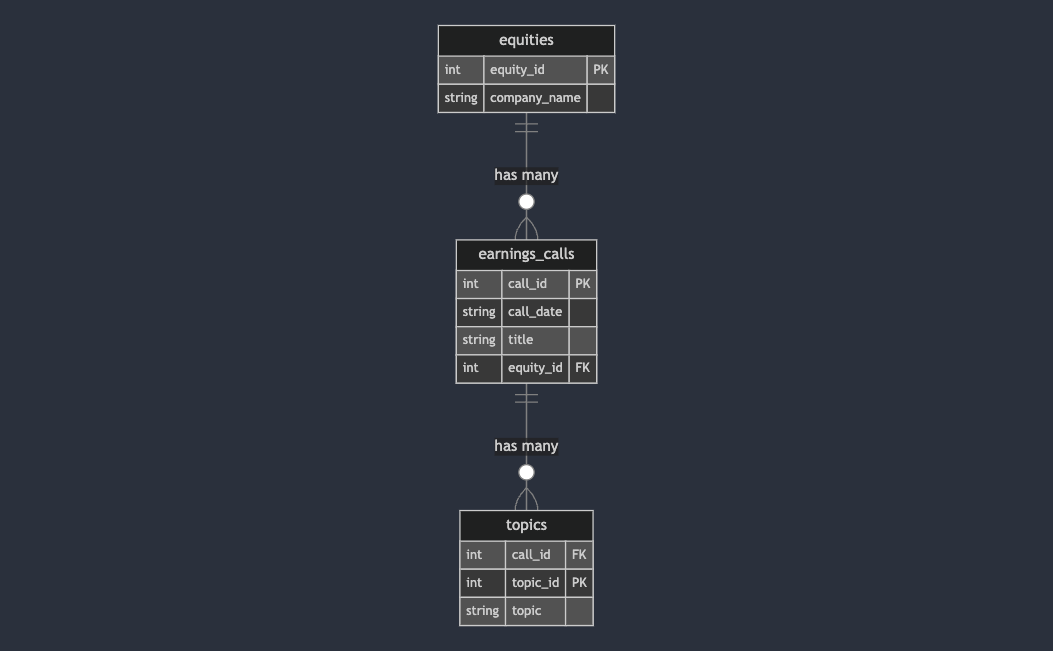 equities
int equity_id PK
string company_name
has many
earnings_calls
int call_id PK
string call_date
string title
int equity_id FK
has many
topics
int call_id FK
int topic_id PK
string topic